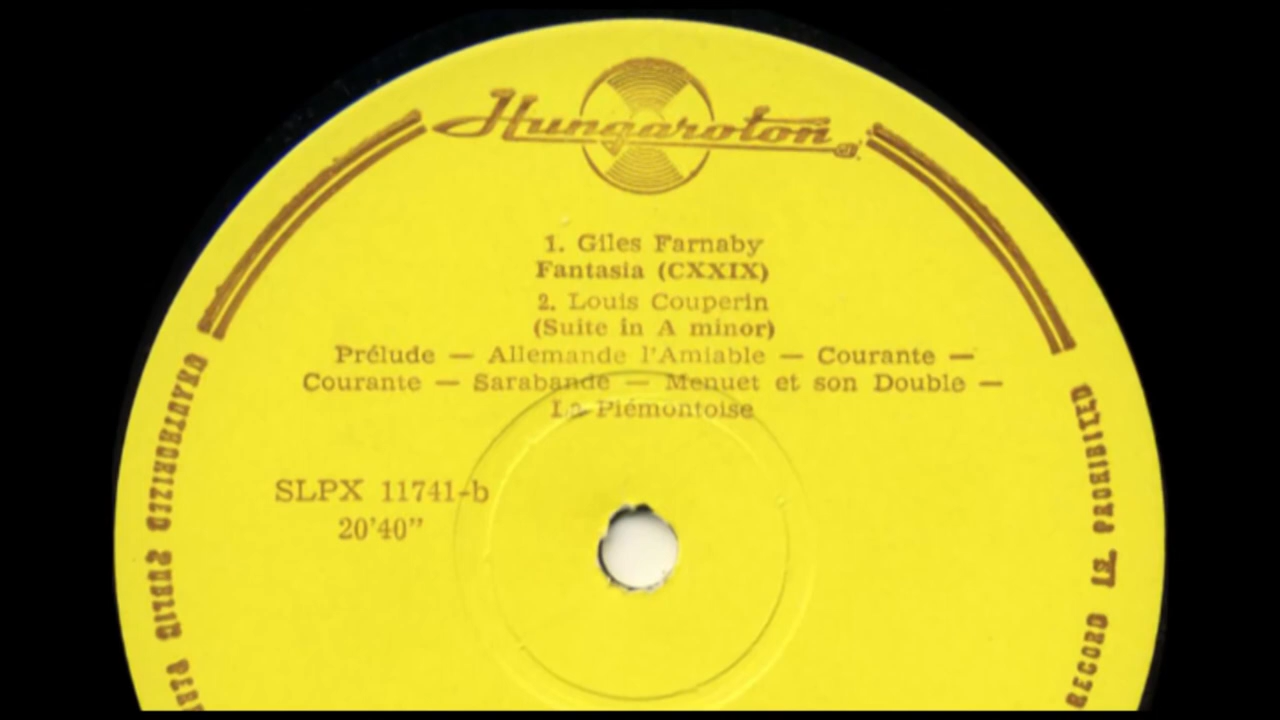 Hungaroton
1. Giles Farnaby
Fantasia (CXXIX)
2. Louis Couperin
(Suite in A minor)
Prélude — Allemande l'Amiable — Courante —
Courante — Sarabande — Menuet et son Double —
La Piémontoise
SLPX 11741-b
20'40”
UNAUTHORIZED PUBLIC
RECORD IS PROHIBITED